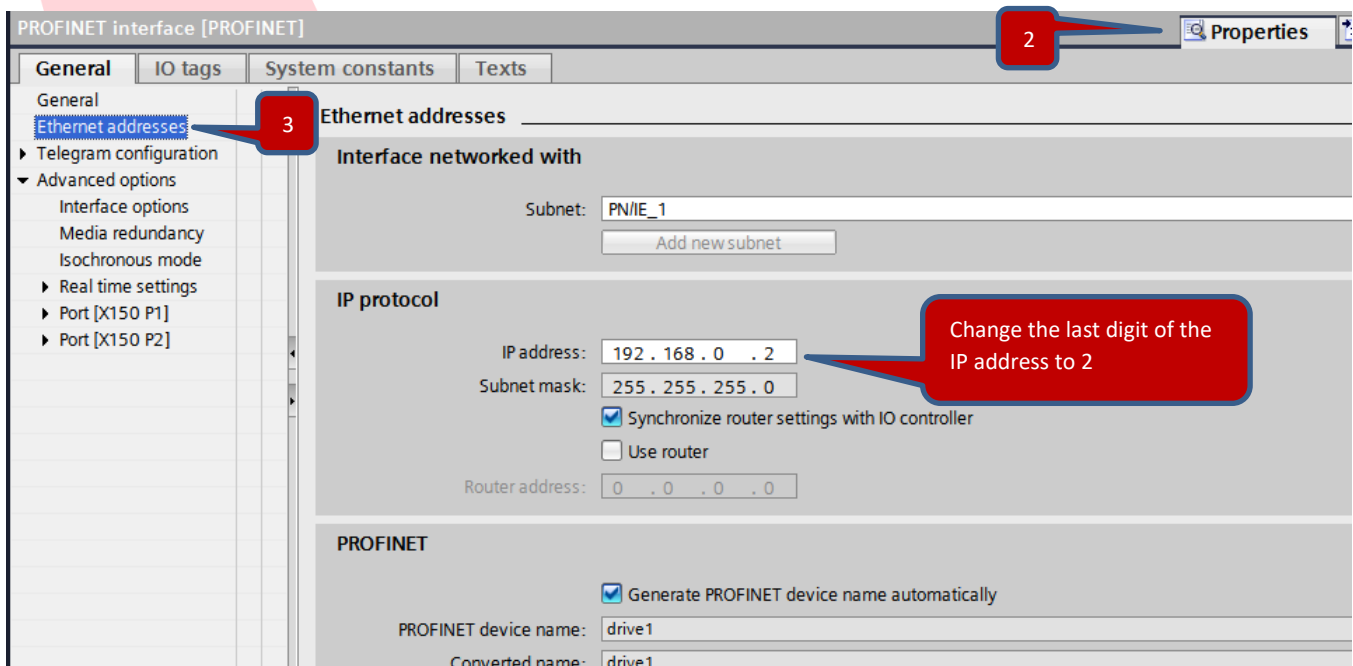 PROFINET interface [PROFINET]
2
Properties
General
IO tags
System constants
Texts
General
Ethernet addresses
3
Telegram configuration
Advanced options
Interface options
Media redundancy
Isochronous mode
Real time settings
Port [X150 P1]
Port [X150 P2]
Ethernet addresses
Interface networked with
Subnet: PN/IE_1
Add new subnet
IP protocol
IP address: 192 . 168 . 0 . 2
Change the last digit of the
IP address to 2
Subnet mask: 255 . 255 . 255 . 0
Synchronize router settings with IO controller
Use router
Router address: 0 . 0 . 0 . 0
PROFINET
Generate PROFINET device name automatically
PROFINET device name: drive1
Converted name: drive1